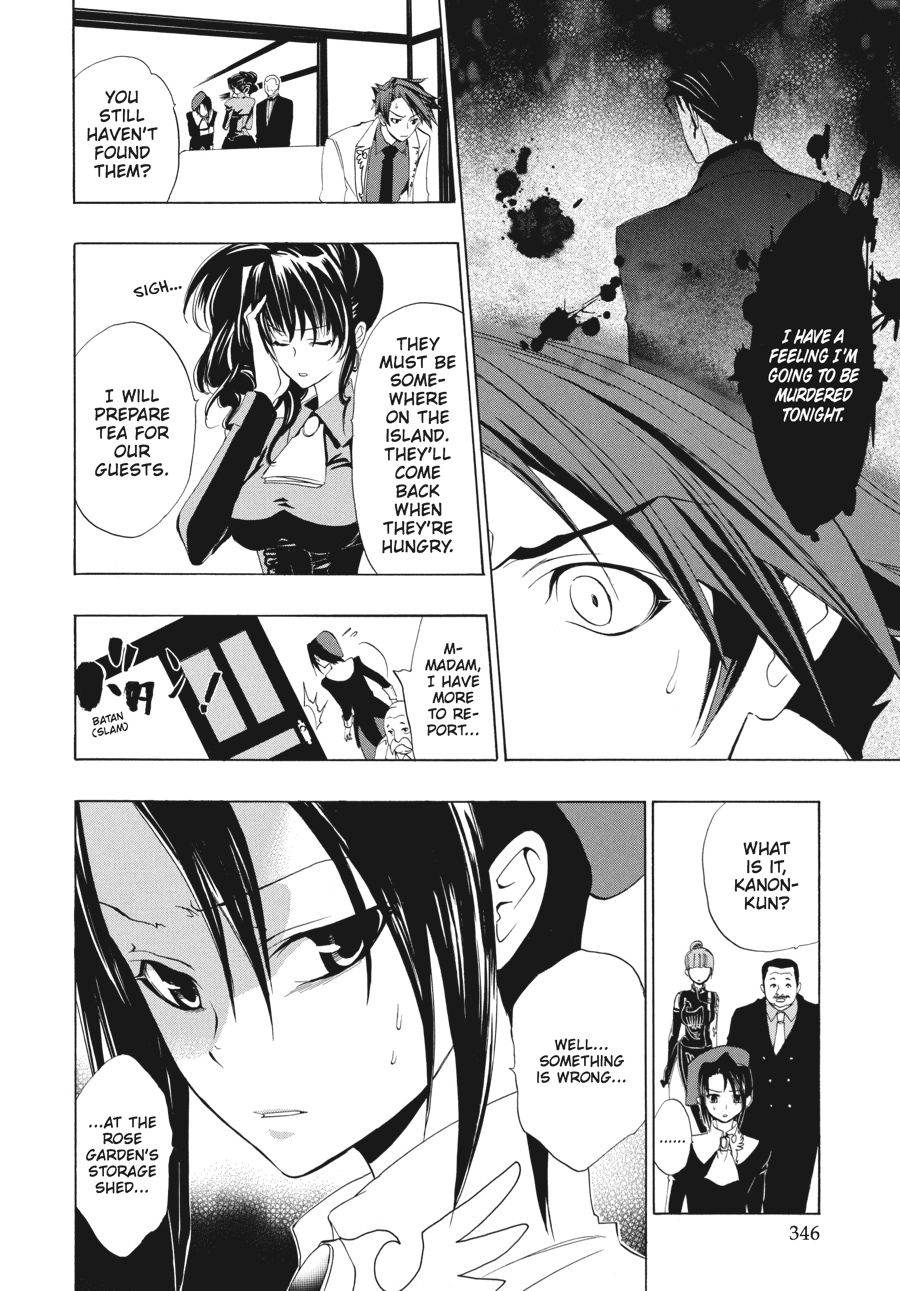 I HAVE A
FEELING I'M
GOING TO BE
MURDERED
TONIGHT.
YOU
STILL
HAVEN'T
FOUND
THEM?
THEY
MUST BE
SOME-
WHERE
ON THE
ISLAND.
THEY'LL
COME
BACK
WHEN
THEY'RE
HUNGRY.
SIGH...
I WILL
PREPARE
TEA FOR
OUR
GUESTS.
M-
MADAM,
I HAVE
MORE
TO RE-
PORT...
バタン!
BATAN
(SLAM)
WHAT
IS IT,
KANON-
KUN?
......
WELL...
SOMETHING
IS WRONG...
...AT THE
ROSE
GARDEN'S
STORAGE
SHED...
346